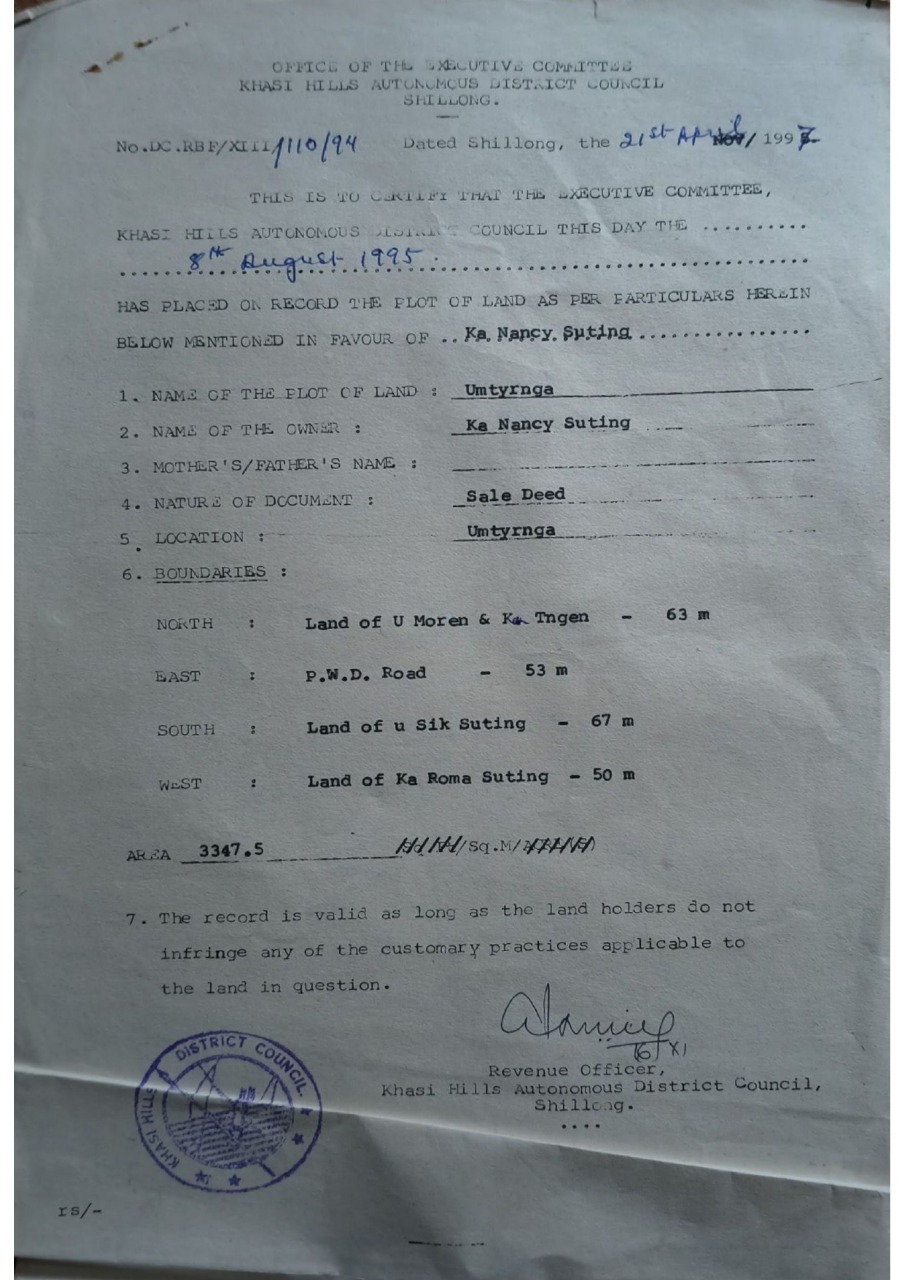 OFFICE OF THE EXECUTIVE COMMITTEE
KHASI HILLS AUTONOMOUS DISTRICT COUNCIL
SHILLONG.
No.DC.RBF/XIII/110/94 Dated Shillong, the 21st April NOV/ 1997
THIS IS TO CERTIFY THAT THE EXECUTIVE COMMITTEE,
KHASI HILLS AUTONOMOUS DISTRICT COUNCIL THIS DAY THE ..........
8th August 1995.
HAS PLACED ON RECORD THE PLOT OF LAND AS PER PARTICULARS HEREIN
BELOW MENTIONED IN FAVOUR OF ..Ka Nancy Suting................
1. NAME OF THE PLOT OF LAND : Umtyrnga
2. NAME OF THE OWNER : Ka Nancy Suting
3. MOTHER'S/FATHER'S NAME :
4. NATURE OF DOCUMENT : Sale Deed
5. LOCATION : Umtyrnga
6. BOUNDARIES :
NORTH : Land of U Moren & Ka Tngen - 63 m
EAST : P.W.D. Road - 53 m
SOUTH : Land of u Sik Suting - 67 m
WEST : Land of Ka Roma Suting - 50 m
AREA 3347.5 /Sq.M/
7. The record is valid as long as the land holders do not
infringe any of the customary practices applicable to
the land in question.
16/XI
Revenue Officer,
Khasi Hills Autonomous District Council,
Shillong.
....
KHASI HILLS DISTRICT COUNCIL
rs/-